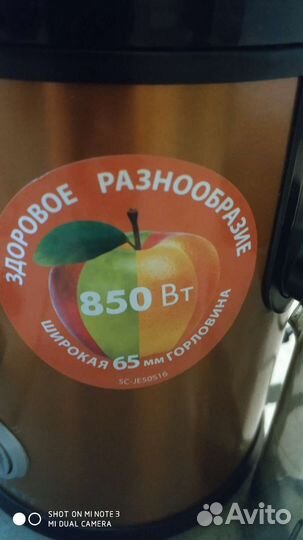 ЗДОРОВОЕ РАЗНООБРАЗИЕ
850 Вт
ШИРОКАЯ 65 мм ГОРЛОВИНА
SC-JE50S16
SHOT ON MI NOTE 3
MI DUAL CAMERA
Avito